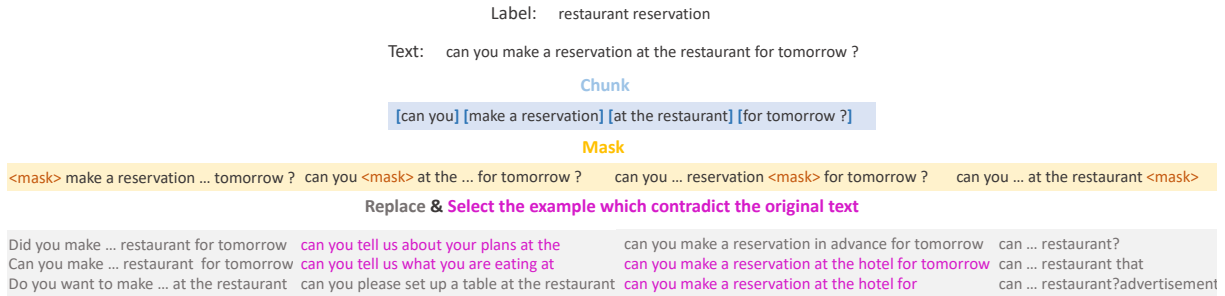 Label: restaurant reservation
Text: can you make a reservation at the restaurant for tomorrow ?
Chunk
[can you] [make a reservation] [at the restaurant] [for tomorrow ?]
Mask
<mask> make a reservation ... tomorrow ? can you <mask> at the ... for tomorrow ? can you ... reservation <mask> for tomorrow ? can you ... at the restaurant <mask>
Replace & Select the example which contradict the original text
Did you make ... restaurant for tomorrow can you tell us about your plans at the can you make a reservation in advance for tomorrow can ... restaurant?
Can you make ... restaurant for tomorrow can you tell us what you are eating at can you make a reservation at the hotel for tomorrow can ... restaurant that
Do you want to make ... at the restaurant can you please set up a table at the restaurant can you make a reservation at the hotel for can ... restaurant?advertisement